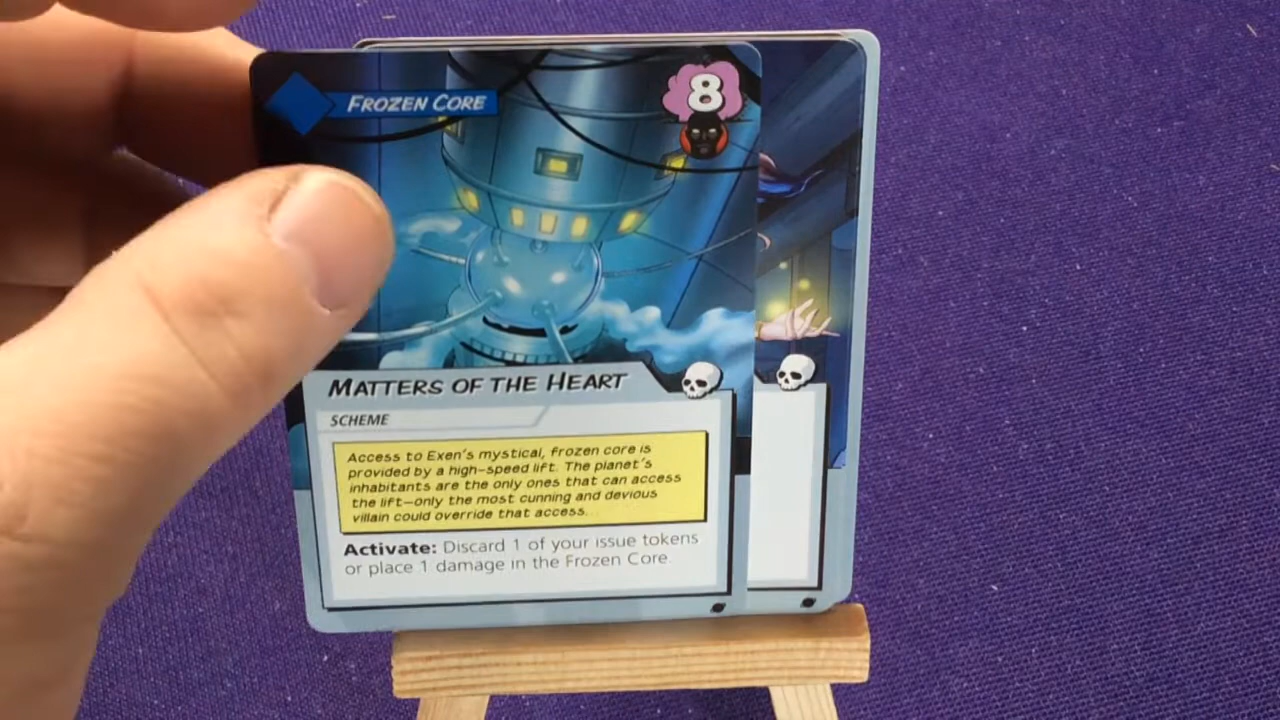 FROZEN CORE
8
MATTERS OF THE HEART
SCHEME
Access to Exen's mystical, frozen core is
provided by a high-speed lift. The planet's
inhabitants are the only ones that can access
the lift—only the most cunning and devious
villain could override that access...
Activate: Discard 1 of your issue tokens
or place 1 damage in the Frozen Core.